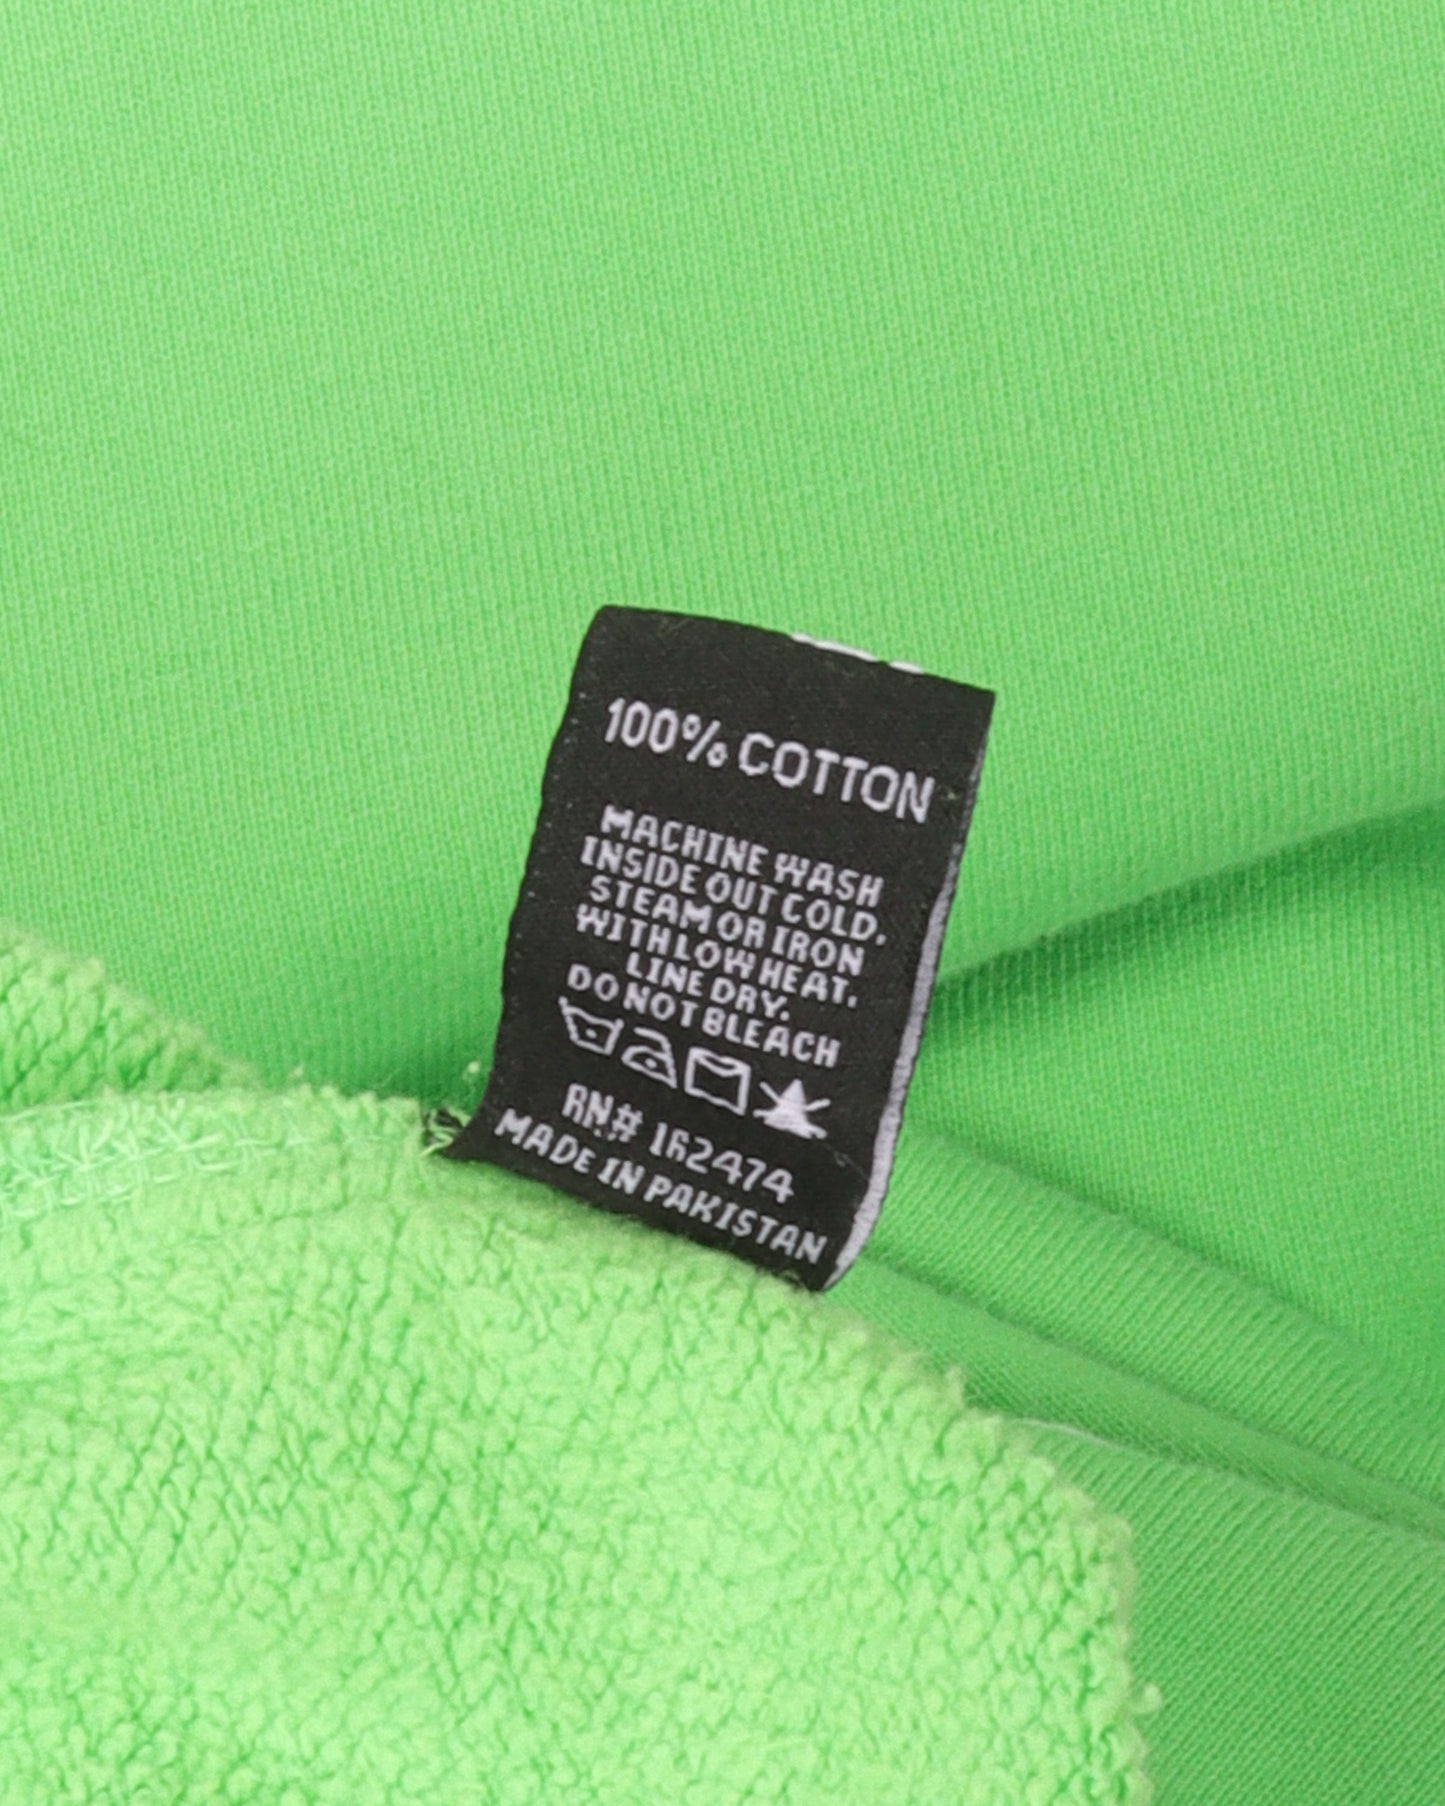 100% COTTON
MACHINE WASH
INSIDE OUT COLD.
STEAM OR IRON
WITH LOW HEAT.
LINE DRY.
DO NOT BLEACH
RN# 162474
MADE IN PAKISTAN